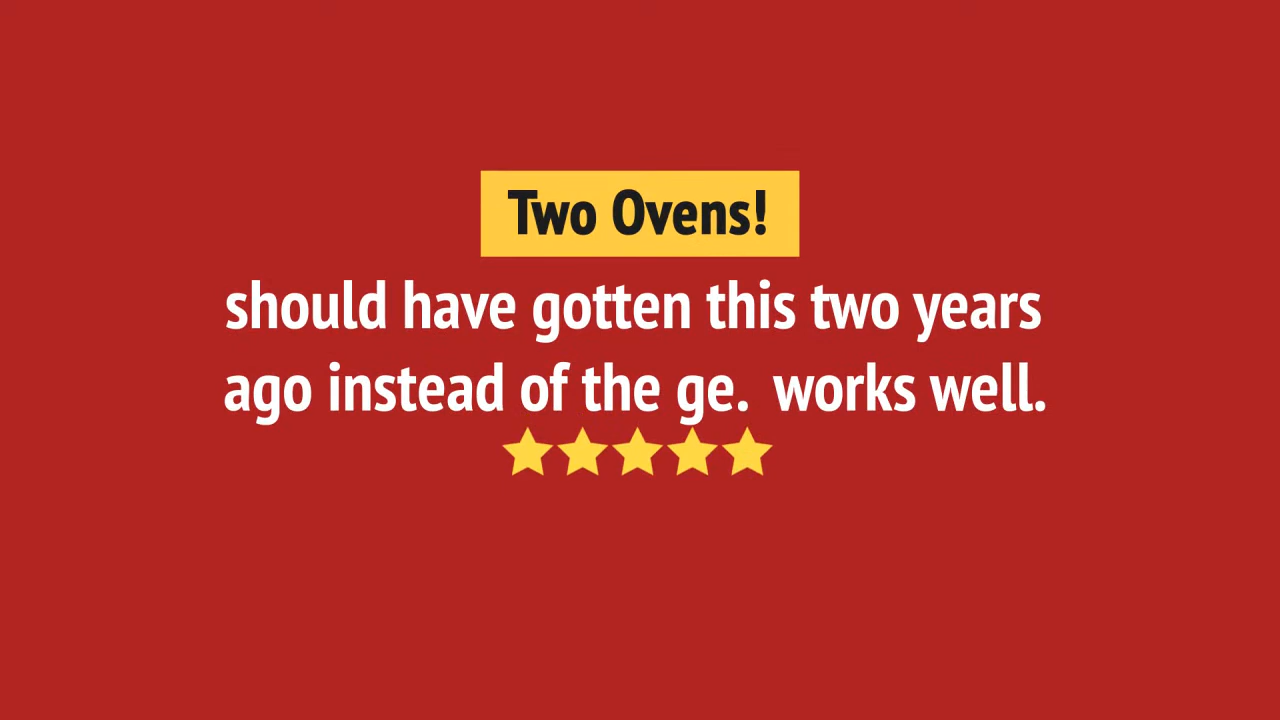 Two Ovens!
should have gotten this two years
ago instead of the ge.  works well.